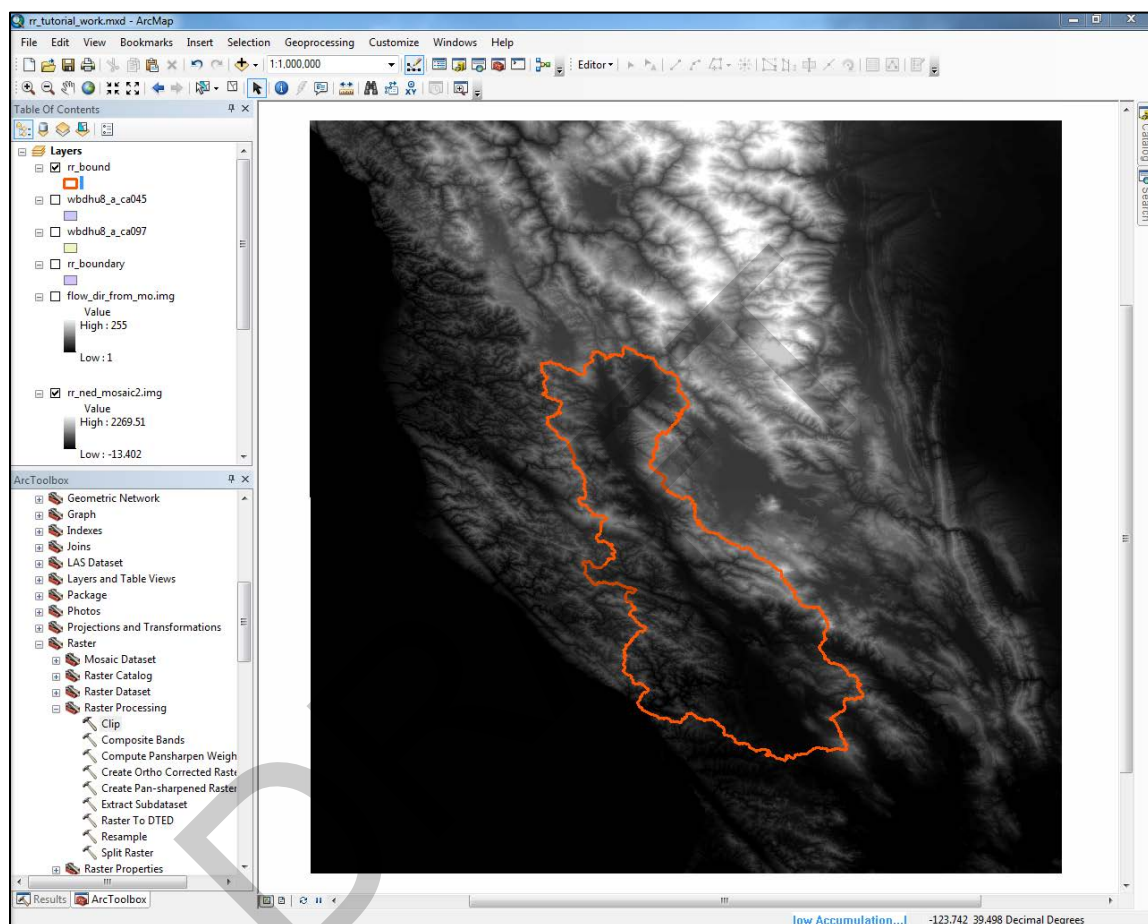 rr_tutorial_work.mxd - ArcMap
File Edit View Bookmarks Insert Selection Geoprocessing Customize Windows Help
1:1,000,000
Editor
Table Of Contents
Layers
rr_bound
wbdhu8_a_ca045
wbdhu8_a_ca097
rr_boundary
flow_dir_from_mo.img
Value
High : 255
Low : 1
rr_ned_mosaic2.img
Value
High : 2269.51
Low : -13.402
ArcToolbox
Geometric Network
Graph
Indexes
Joins
LAS Dataset
Layers and Table Views
Package
Photos
Projections and Transformations
Raster
Mosaic Dataset
Raster Catalog
Raster Dataset
Raster Processing
Clip
Composite Bands
Compute Pansharpen Weigh
Create Ortho Corrected Raste
Create Pan-sharpened Raster
Extract Subdataset
Raster To DTED
Resample
Split Raster
Raster Properties
Results ArcToolbox
Catalog
Search
low Accumulation...
-123.742 39.498 Decimal Degrees